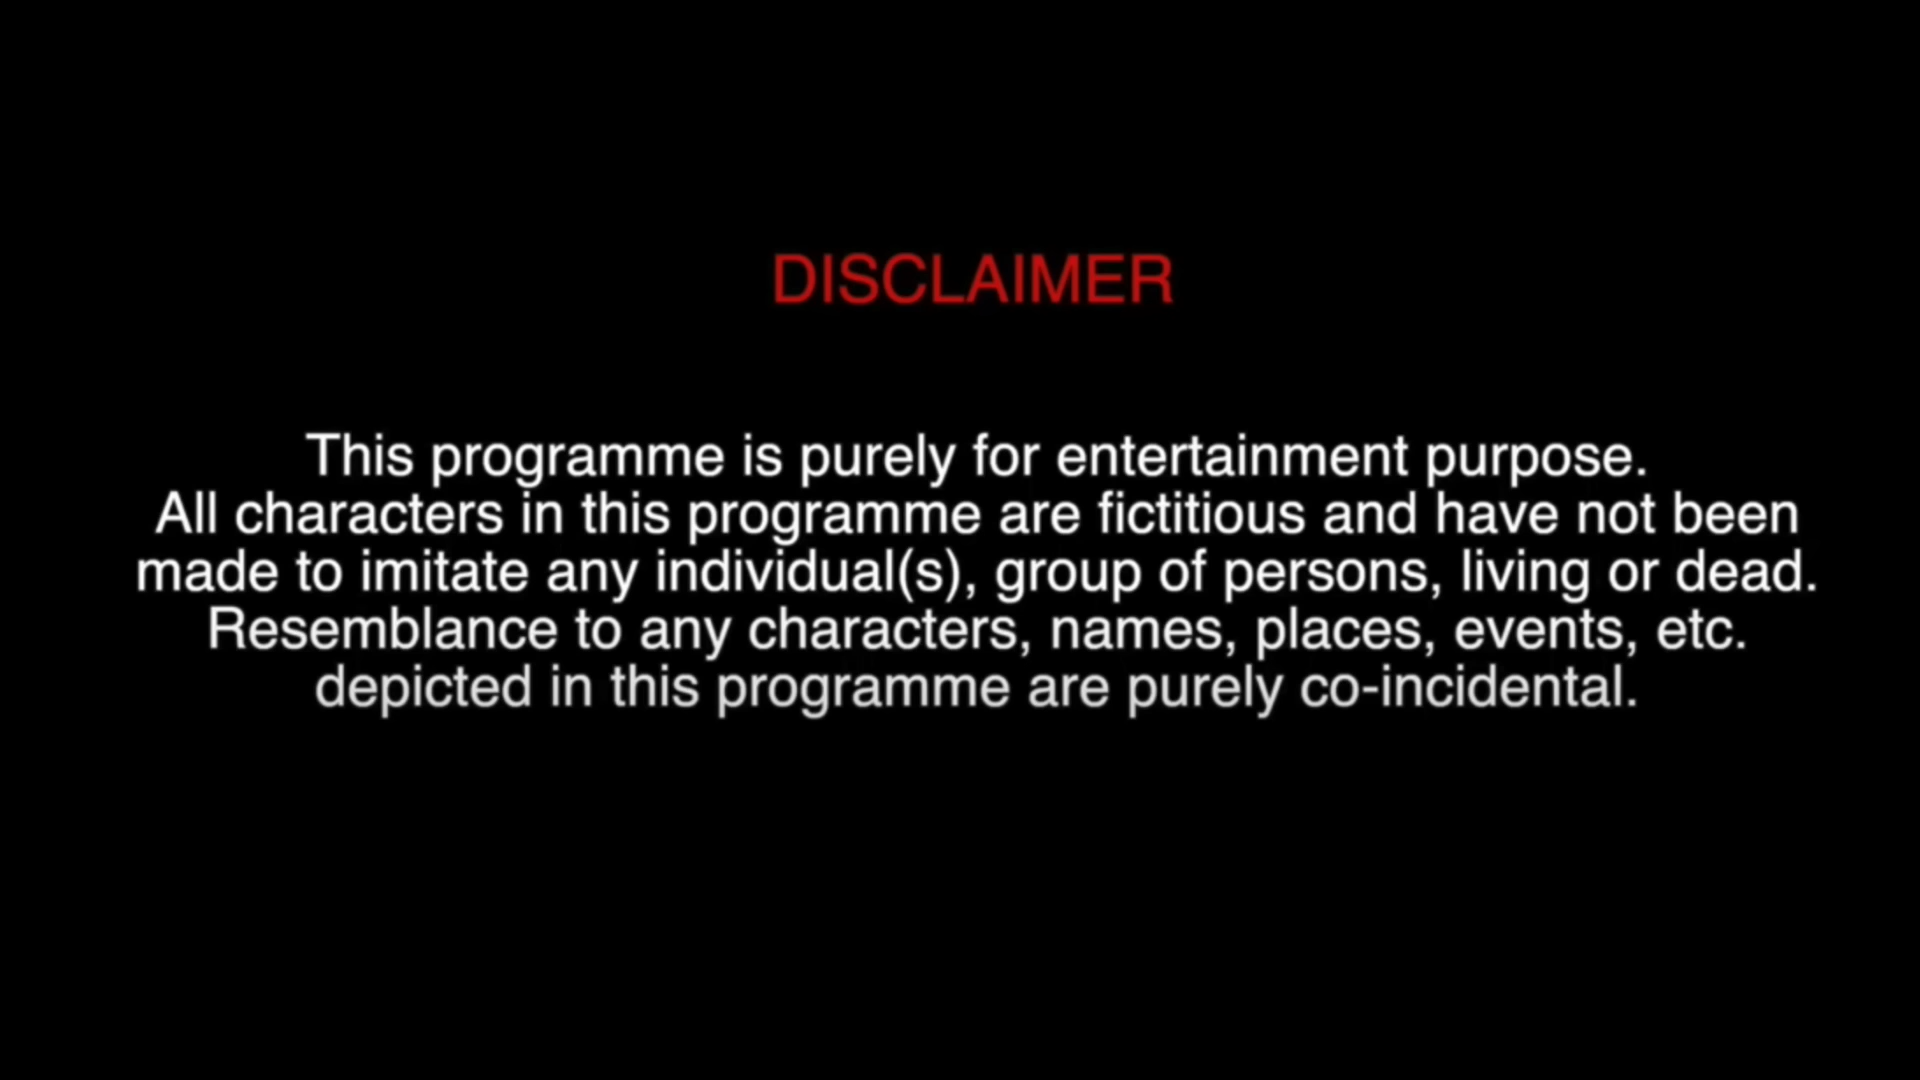 DISCLAIMER
This programme is purely for entertainment purpose.
All characters in this programme are fictitious and have not been
made to imitate any individual(s), group of persons, living or dead.
Resemblance to any characters, names, places, events, etc.
depicted in this programme are purely co-incidental.